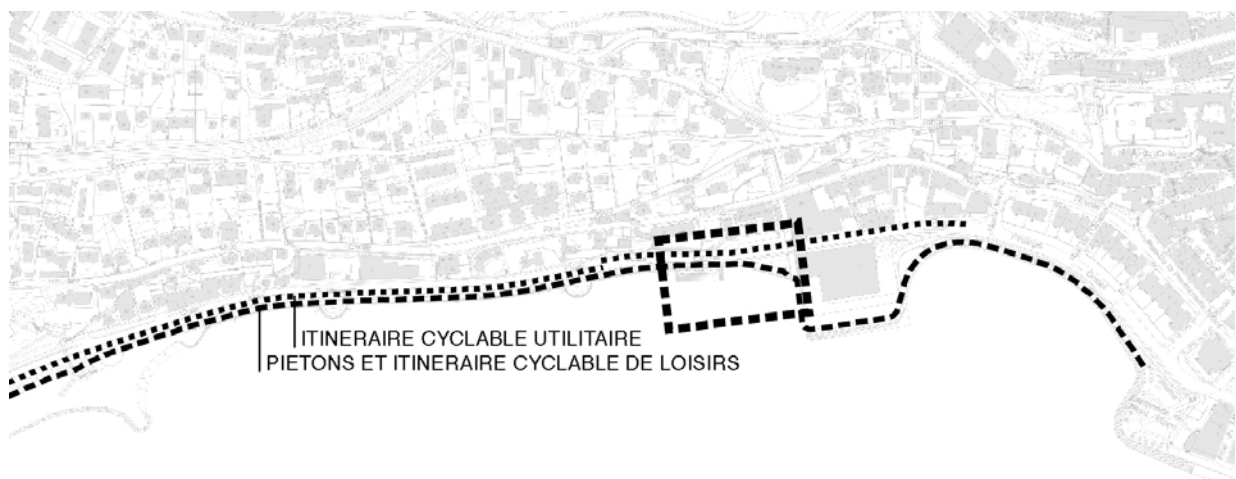 ITINERAIRE CYCLABLE UTILITAIRE
PIETONS ET ITINERAIRE CYCLABLE DE LOISIRS